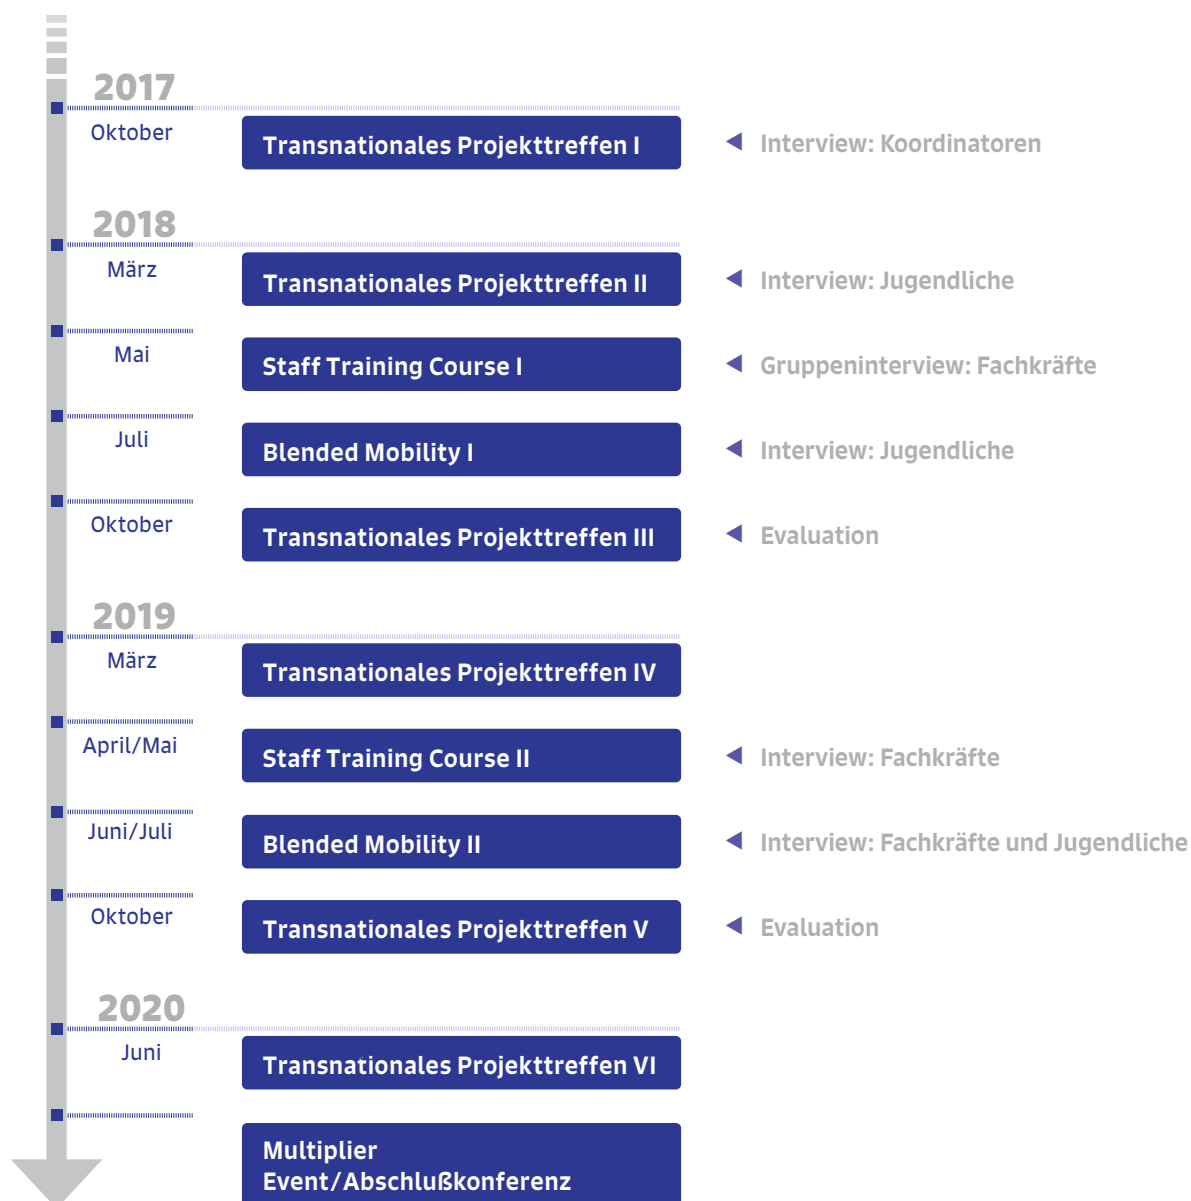 2017
Oktober
Transnationales Projekttreffen I
Interview: Koordinatoren
2018
März
Transnationales Projekttreffen II
Interview: Jugendliche
Mai
Staff Training Course I
Gruppeninterview: Fachkräfte
Juli
Blended Mobility I
Interview: Jugendliche
Oktober
Transnationales Projekttreffen III
Evaluation
2019
März
Transnationales Projekttreffen IV
April/Mai
Staff Training Course II
Interview: Fachkräfte
Juni/Juli
Blended Mobility II
Interview: Fachkräfte und Jugendliche
Oktober
Transnationales Projekttreffen V
Evaluation
2020
Juni
Transnationales Projekttreffen VI
Multiplier
Event/Abschlußkonferenz